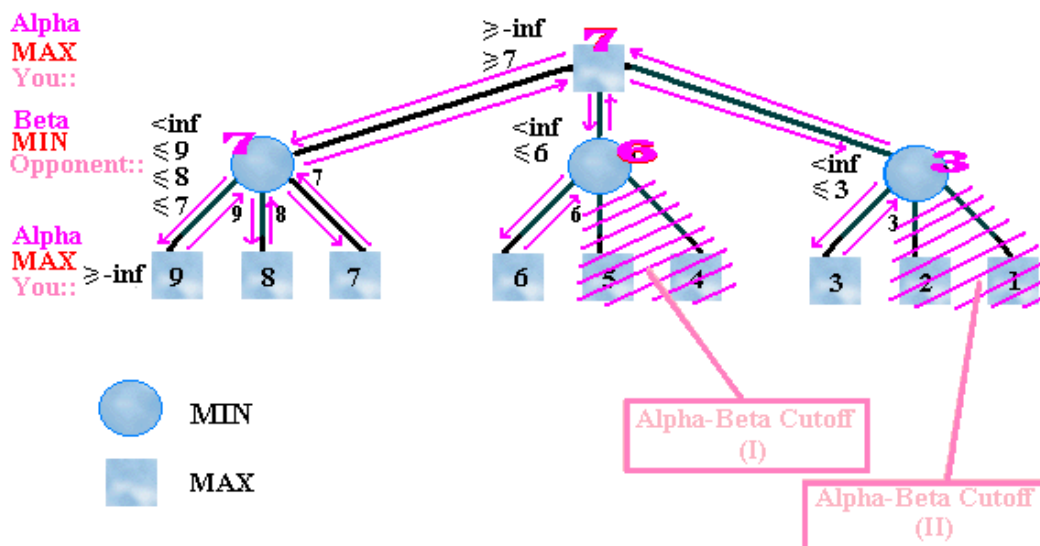 Alpha
MAX
You::
⩾-inf
⩾7
7
Beta
MIN
Opponent::
<inf
⩽9
⩽8
⩽7
7
7
9
8
<inf
⩽6
6
6
<inf
⩽3
3
3
Alpha
MAX
You::
⩾-inf
9
8
7
6
5
4
3
2
1
MIN
MAX
Alpha-Beta Cutoff
(I)
Alpha-Beta Cutoff
(II)